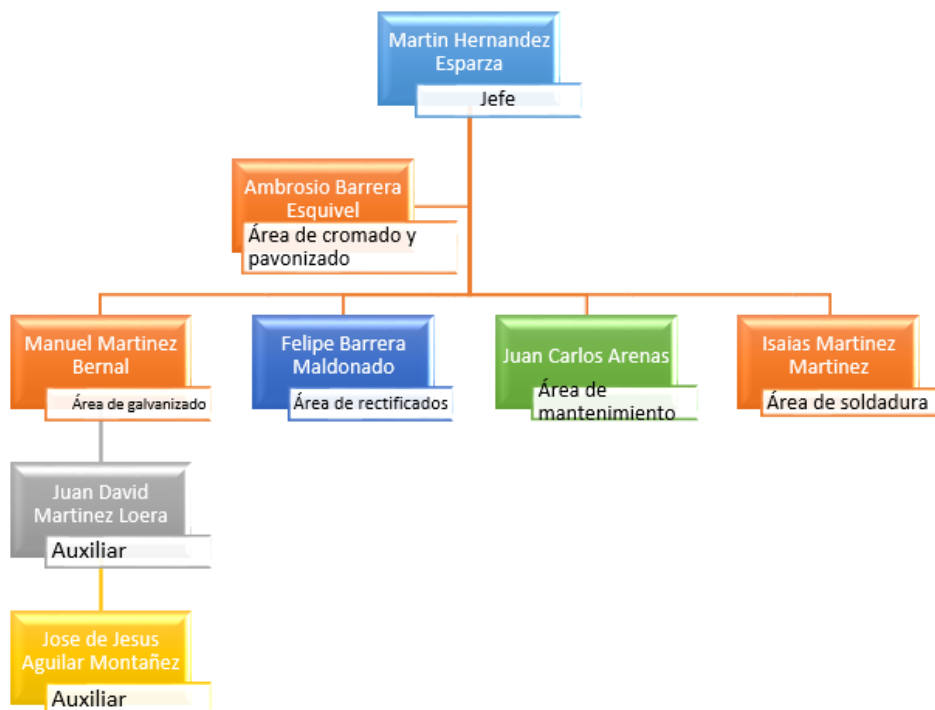 Martin Hernandez
Esparza
Jefe
Ambrosio Barrera
Esquivel
Área de cromado y
pavonizado
Manuel Martinez
Bernal
Área de galvanizado
Felipe Barrera
Maldonado
Área de rectificados
Juan Carlos Arenas
Área de
mantenimiento
Isaias Martinez
Martinez
Área de soldadura
Juan David
Martinez Loera
Auxiliar
Jose de Jesus
Aguilar Montañez
Auxiliar